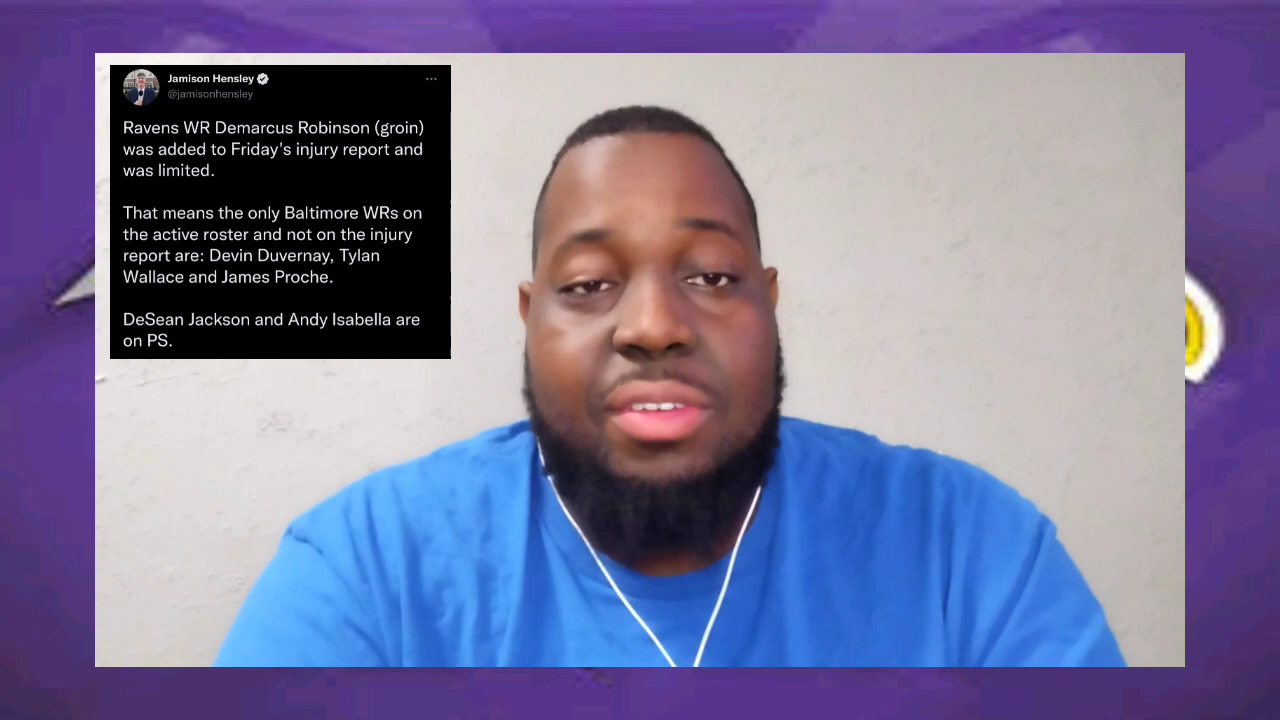 Jamison Hensley
@jamisonhensley
Ravens WR Demarcus Robinson (groin)
was added to Friday's injury report and
was limited.
That means the only Baltimore WRs on
the active roster and not on the injury
report are: Devin Duvernay, Tylan
Wallace and James Proche.
DeSean Jackson and Andy Isabella are
on PS.